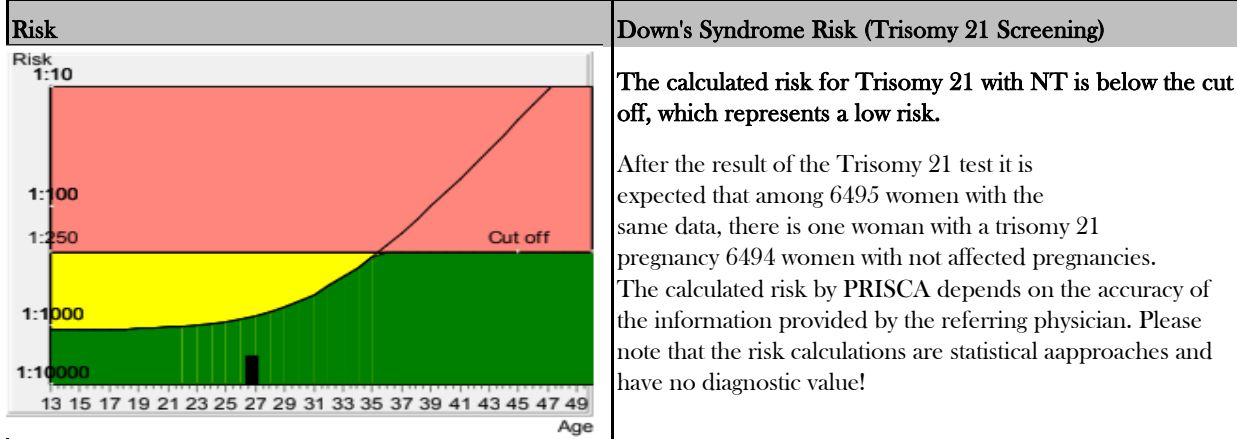 Risk
Down's Syndrome Risk (Trisomy 21 Screening)
Risk
1:10
1:100
1:250
Cut off
1:1000
1:10000
13 15 17 19 21 23 25 27 29 31 33 35 37 39 41 43 45 47 49
Age
The calculated risk for Trisomy 21 with NT is below the cut
off, which represents a low risk.
After the result of the Trisomy 21 test it is
expected that among 6495 women with the
same data, there is one woman with a trisomy 21
pregnancy 6494 women with not affected pregnancies.
The calculated risk by PRISCA depends on the accuracy of
the information provided by the referring physician. Please
note that the risk calculations are statistical aapproaches and
have no diagnostic value!